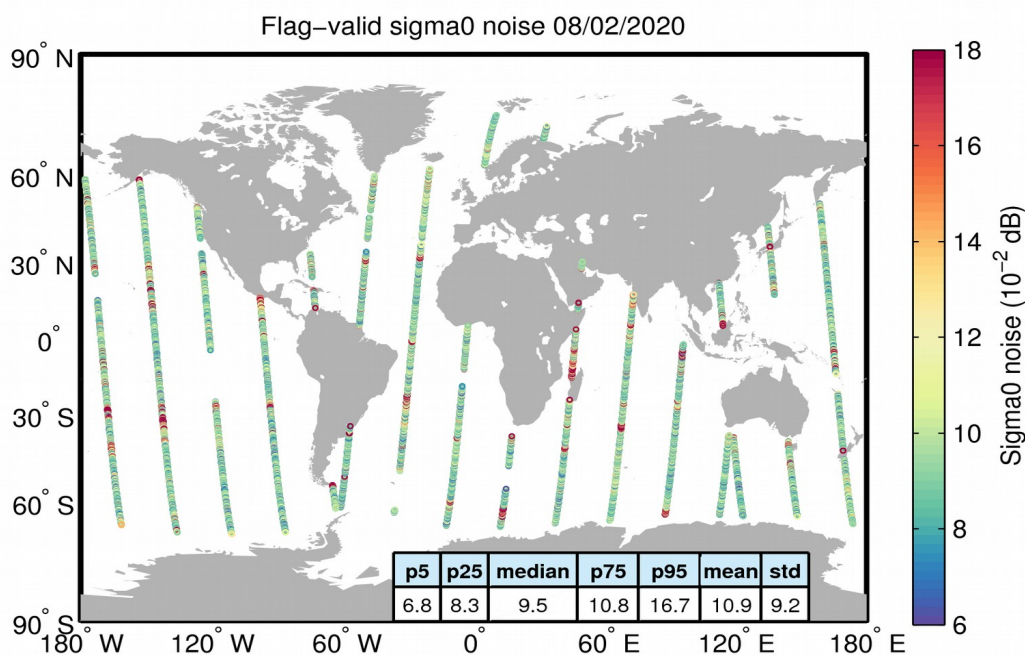 Flag−valid sigma0 noise 08/02/2020
90° N
60° N
30° N
0°
30° S
60° S
90° S
180° W
120° W
60° W
0°
60° E
120° E
180° E
p5 p25 median p75 p95 mean std
6.8 8.3 9.5 10.8 16.7 10.9 9.2
18
16
14
12
10
8
6
Sigma0 noise (10⁻² dB)